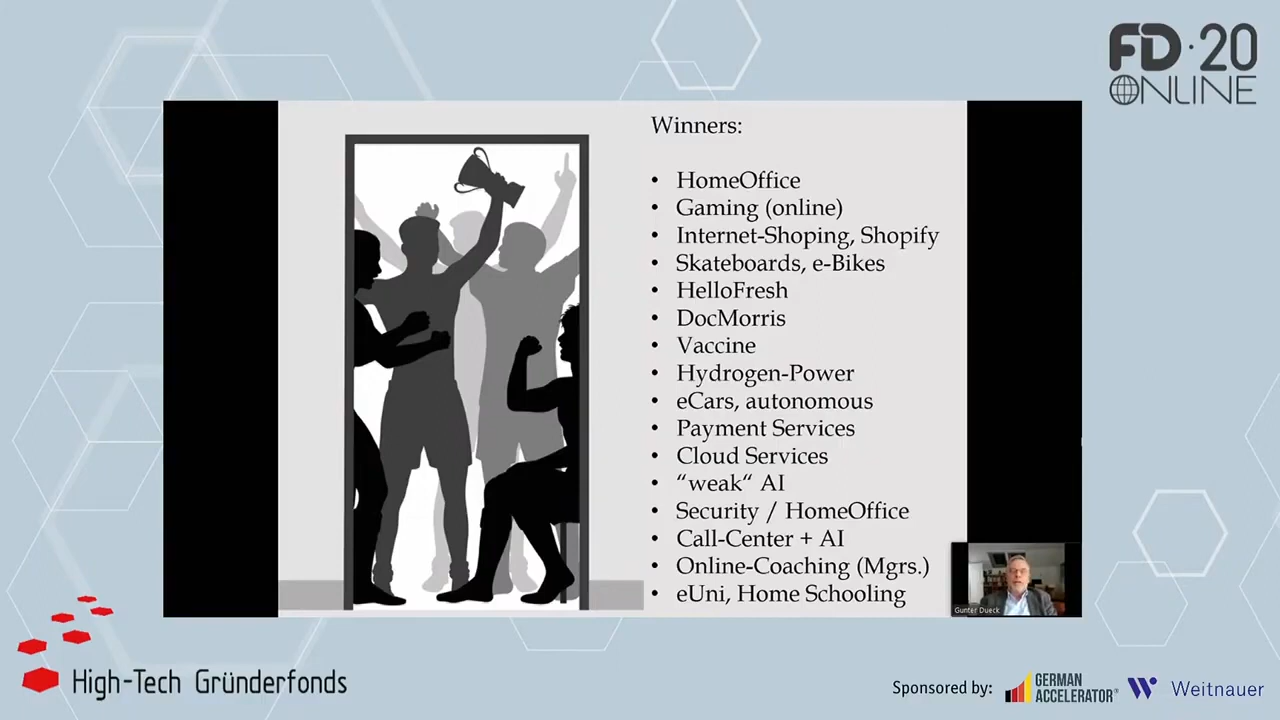 FD·20
ONLINE
Winners:
• HomeOffice
• Gaming (online)
• Internet-Shoping, Shopify
• Skateboards, e-Bikes
• HelloFresh
• DocMorris
• Vaccine
• Hydrogen-Power
• eCars, autonomous
• Payment Services
• Cloud Services
• “weak“ AI
• Security / HomeOffice
• Call-Center + AI
• Online-Coaching (Mgrs.)
• eUni, Home Schooling
Gunter Dueck
High-Tech Gründerfonds
Sponsored by:
GERMAN
ACCELERATOR®
Weitnauer